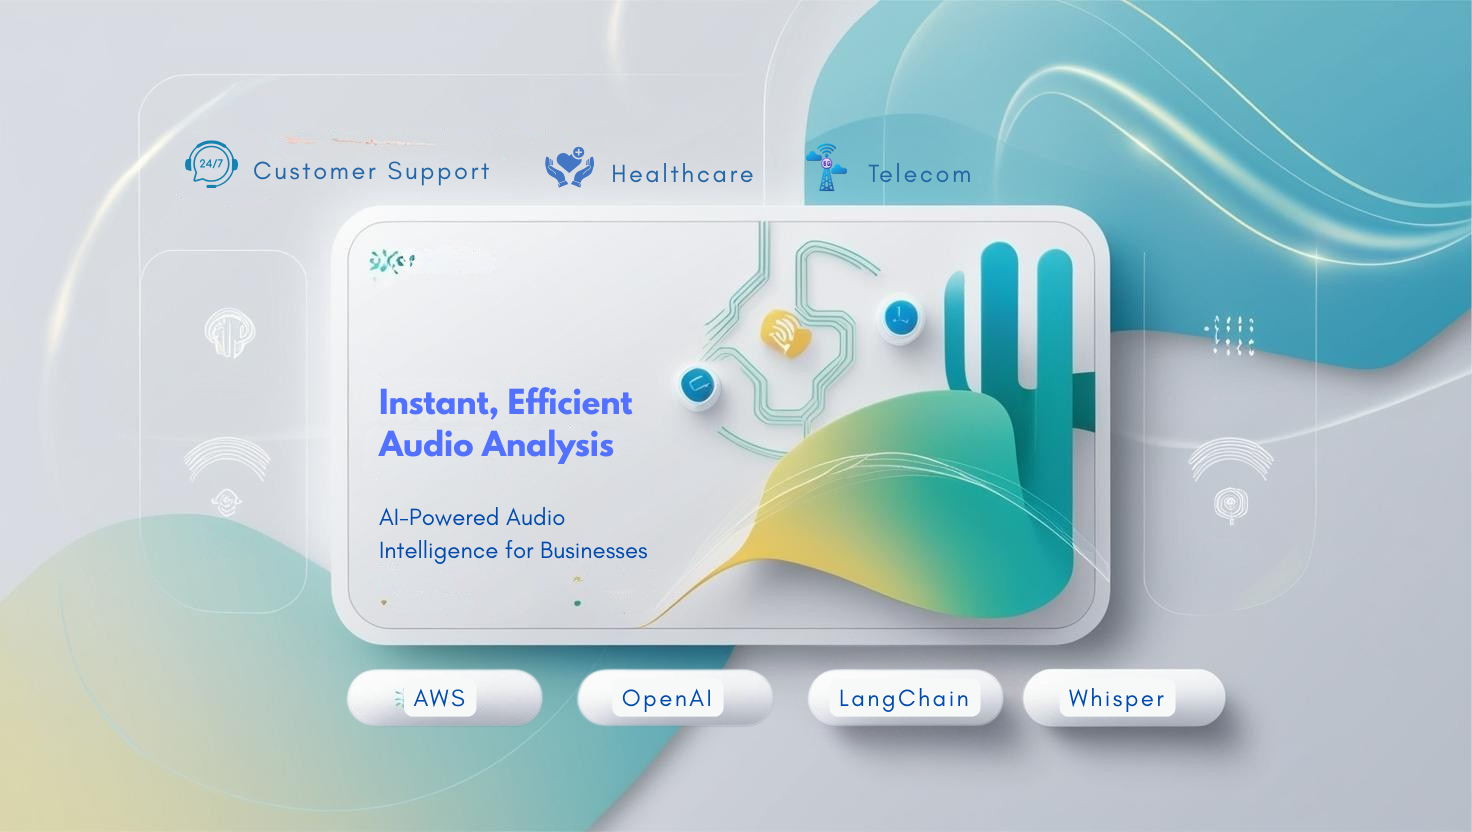 24/7
Customer Support
Healthcare
Telecom
Instant, Efficient
Audio Analysis
AI-Powered Audio
Intelligence for Businesses
AWS
OpenAI
LangChain
Whisper